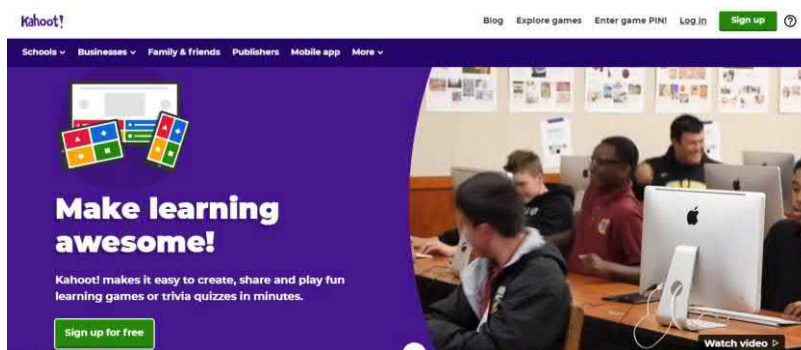 Kahoot!
Blog Explore games Enter game PIN! Log in Sign up ?
Schools Businesses Family & friends Publishers Mobile app More
Make learning
awesome!
Kahoot! makes it easy to create, share and play fun
learning games or trivia quizzes in minutes.
Sign up for free
Watch video